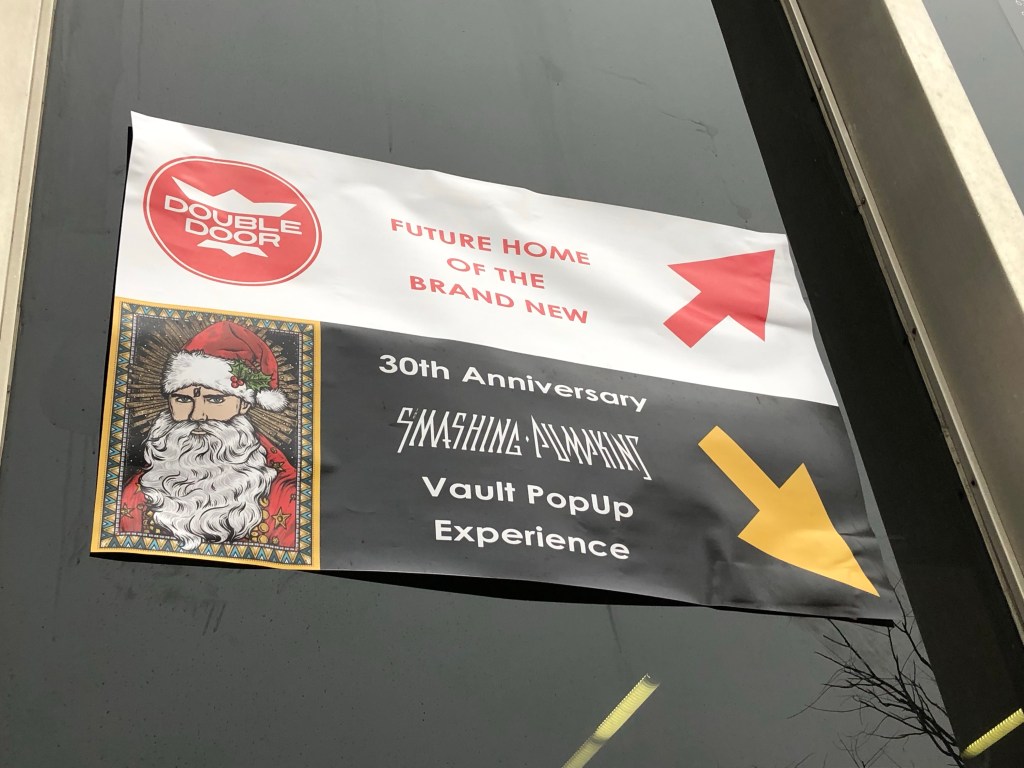 DOUBLE
DOOR
FUTURE HOME
OF THE
BRAND NEW
30th Anniversary
SMASHING PUMPKINS
Vault PopUp
Experience